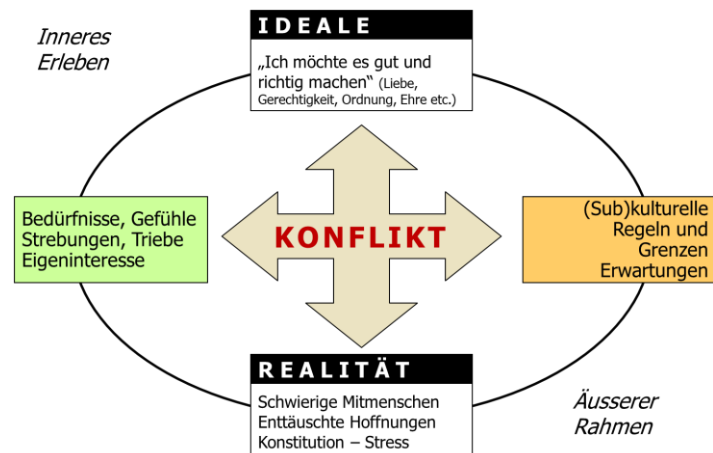 Inneres
Erleben
IDEALE
„Ich möchte es gut und
richtig machen“ (Liebe,
Gerechtigkeit, Ordnung, Ehre etc.)
Bedürfnisse, Gefühle
Strebungen, Triebe
Eigeninteresse
KONFLIKT
(Sub)kulturelle
Regeln und
Grenzen
Erwartungen
REALITÄT
Schwierige Mitmenschen
Enttäuschte Hoffnungen
Konstitution – Stress
Äusserer
Rahmen